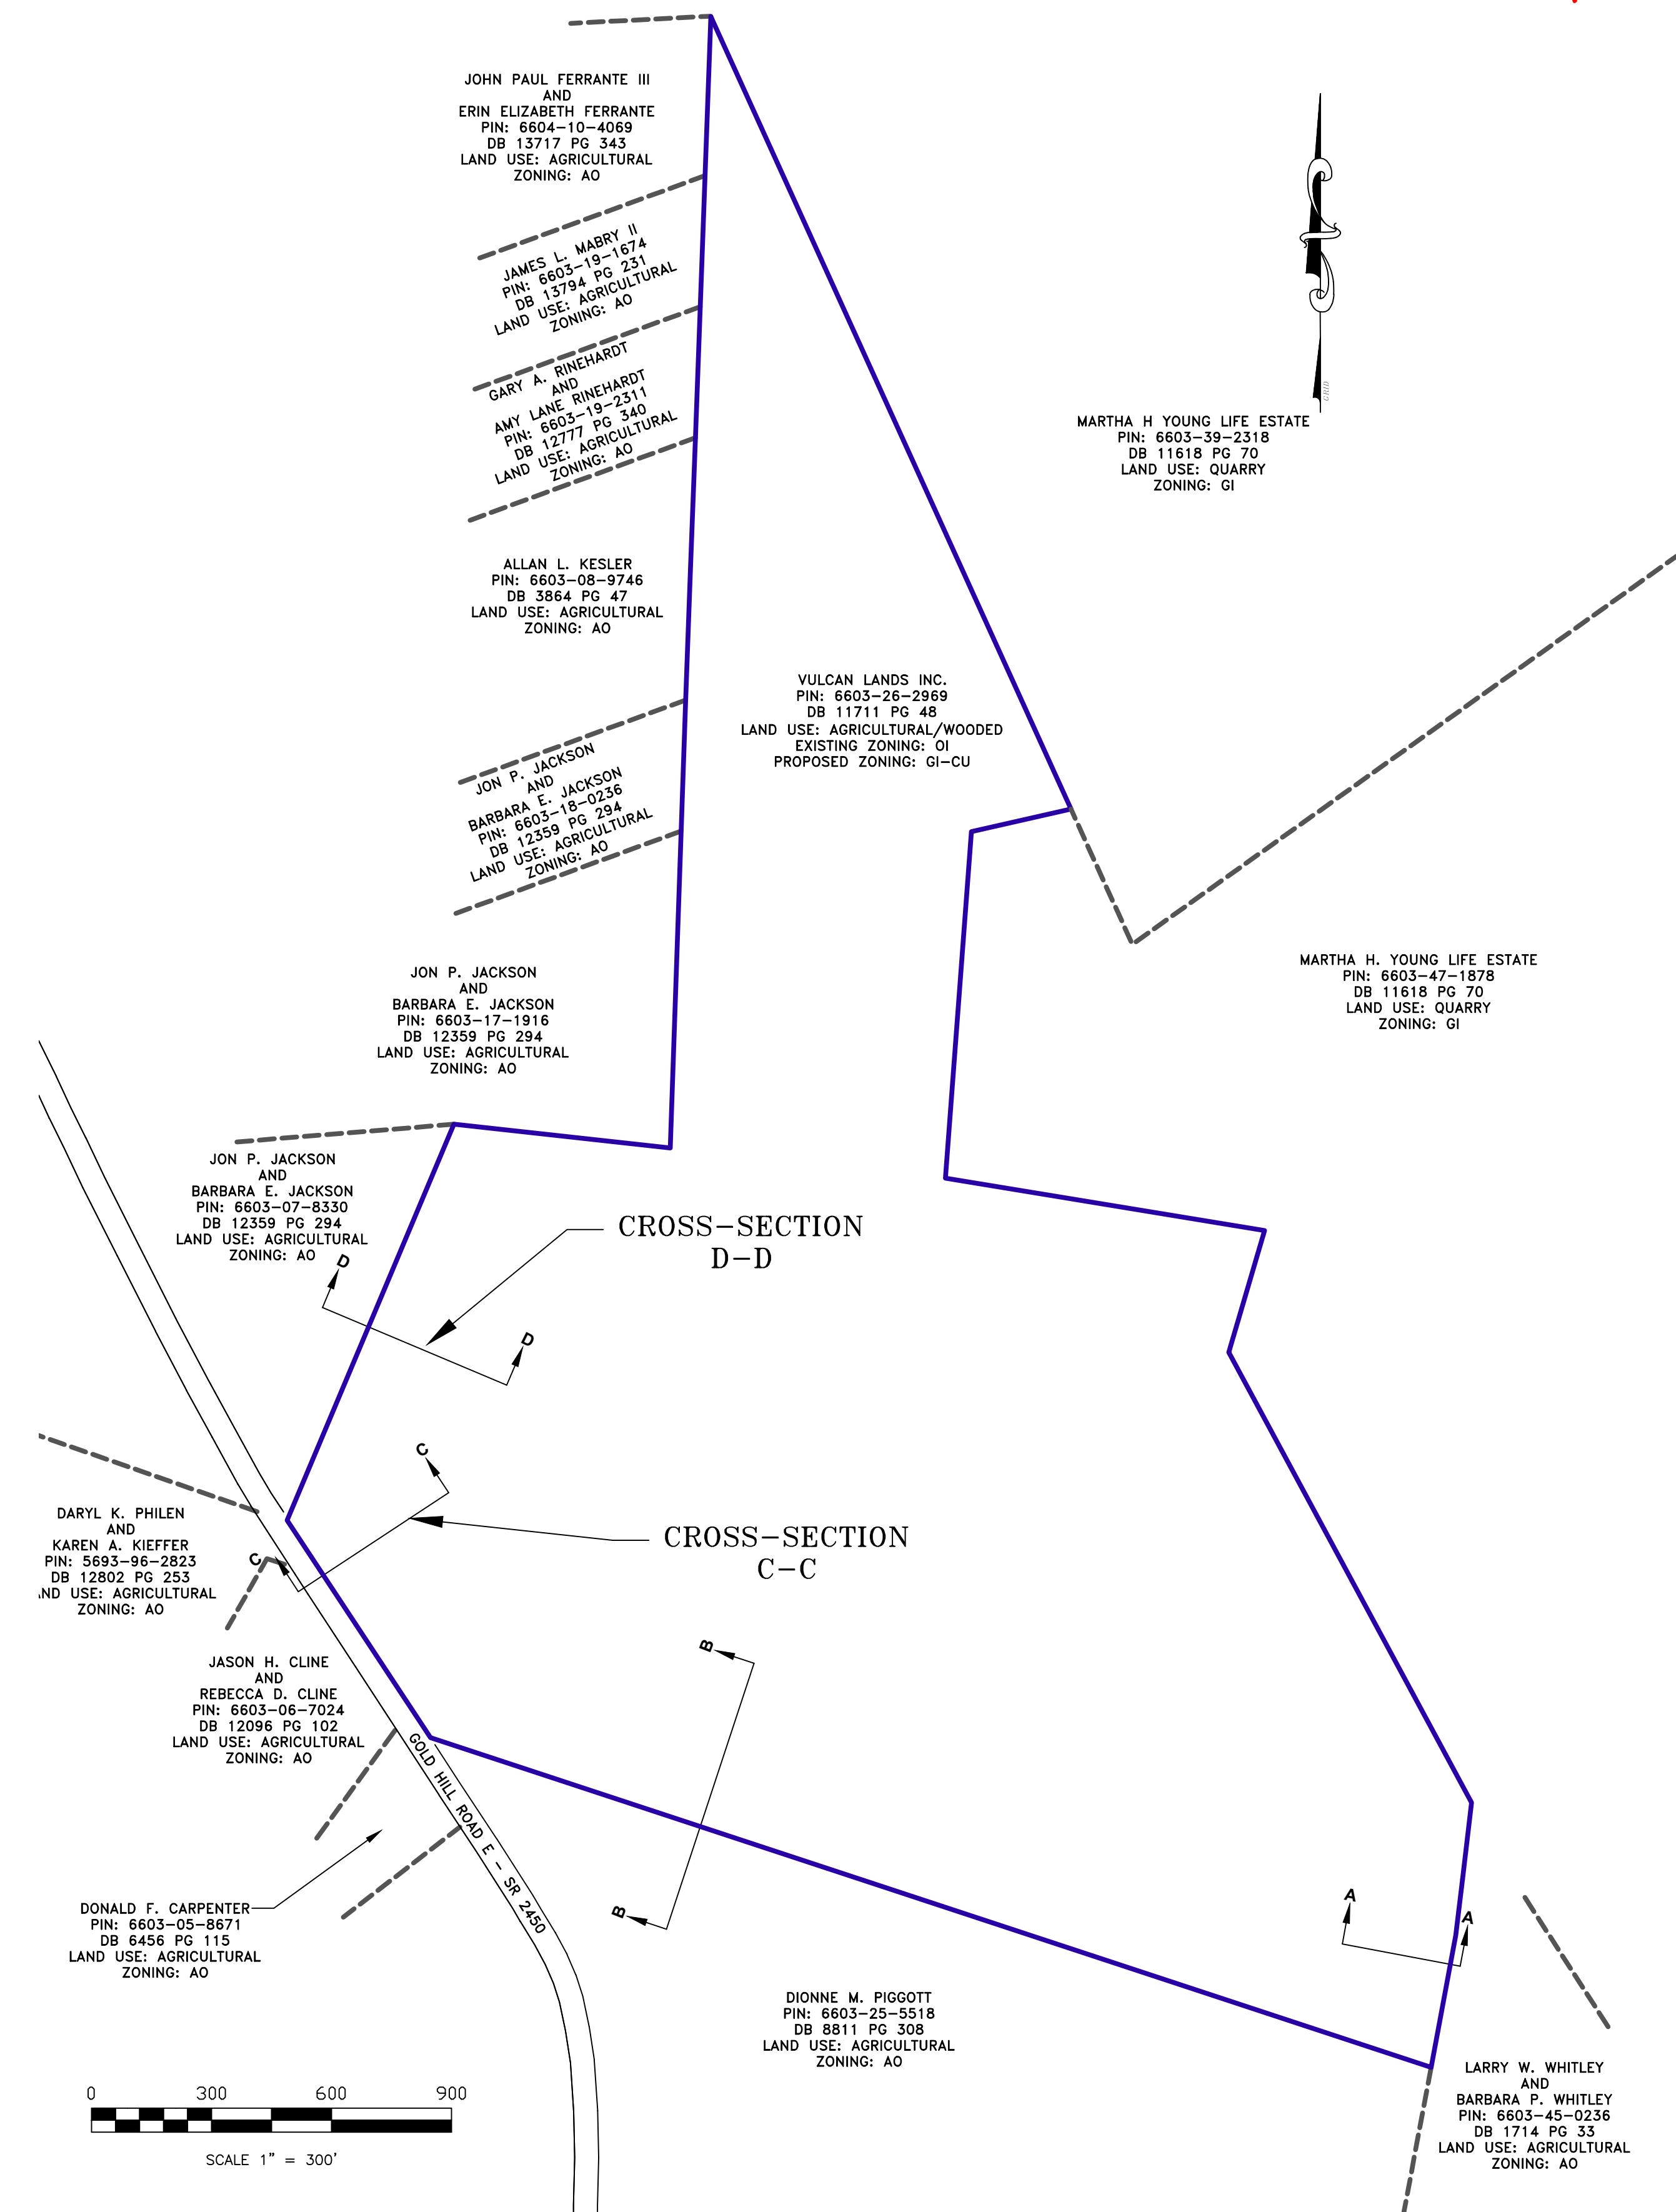 JOHN PAUL FERRANTE III
AND
ERIN ELIZABETH FERRANTE
PIN: 6604-10-4069
DB 13717 PG 343
LAND USE: AGRICULTURAL
ZONING: AO
JAMES L. MABRY II
PIN: 6603-19-1674
DB 13794 PG 231
LAND USE: AGRICULTURAL
ZONING: AO
GARY A. RINEHARDT
AND
AMY LANE RINEHARDT
PIN: 6603-19-2311
DB 12777 PG 340
LAND USE: AGRICULTURAL
ZONING: AO
GRID
MARTHA H YOUNG LIFE ESTATE
PIN: 6603-39-2318
DB 11618 PG 70
LAND USE: QUARRY
ZONING: GI
ALLAN L. KESLER
PIN: 6603-08-9746
DB 3864 PG 47
LAND USE: AGRICULTURAL
ZONING: AO
VULCAN LANDS INC.
PIN: 6603-26-2969
DB 11711 PG 48
LAND USE: AGRICULTURAL/WOODED
EXISTING ZONING: OI
PROPOSED ZONING: GI-CU
JON P. JACKSON
AND
BARBARA E. JACKSON
PIN: 6603-18-0236
DB 12359 PG 294
LAND USE: AGRICULTURAL
ZONING: AO
MARTHA H. YOUNG LIFE ESTATE
PIN: 6603-47-1878
DB 11618 PG 70
LAND USE: QUARRY
ZONING: GI
JON P. JACKSON
AND
BARBARA E. JACKSON
PIN: 6603-17-1916
DB 12359 PG 294
LAND USE: AGRICULTURAL
ZONING: AO
JON P. JACKSON
AND
BARBARA E. JACKSON
PIN: 6603-07-8330
DB 12359 PG 294
LAND USE: AGRICULTURAL
ZONING: AO
CROSS-SECTION
D-D
D
D
C
C
CROSS-SECTION
C-C
DARYL K. PHILEN
AND
KAREN A. KIEFFER
PIN: 5693-96-2823
DB 12802 PG 253
ND USE: AGRICULTURAL
ZONING: AO
JASON H. CLINE
AND
REBECCA D. CLINE
PIN: 6603-06-7024
DB 12096 PG 102
LAND USE: AGRICULTURAL
ZONING: AO
B
B
GOLD HILL ROAD E - SR 2450
A
A
DONALD F. CARPENTER
PIN: 6603-05-8671
DB 6456 PG 115
LAND USE: AGRICULTURAL
ZONING: AO
DIONNE M. PIGGOTT
PIN: 6603-25-5518
DB 8811 PG 308
LAND USE: AGRICULTURAL
ZONING: AO
LARRY W. WHITLEY
AND
BARBARA P. WHITLEY
PIN: 6603-45-0236
DB 1714 PG 33
LAND USE: AGRICULTURAL
ZONING: AO
0 300 600 900
SCALE 1" = 300'